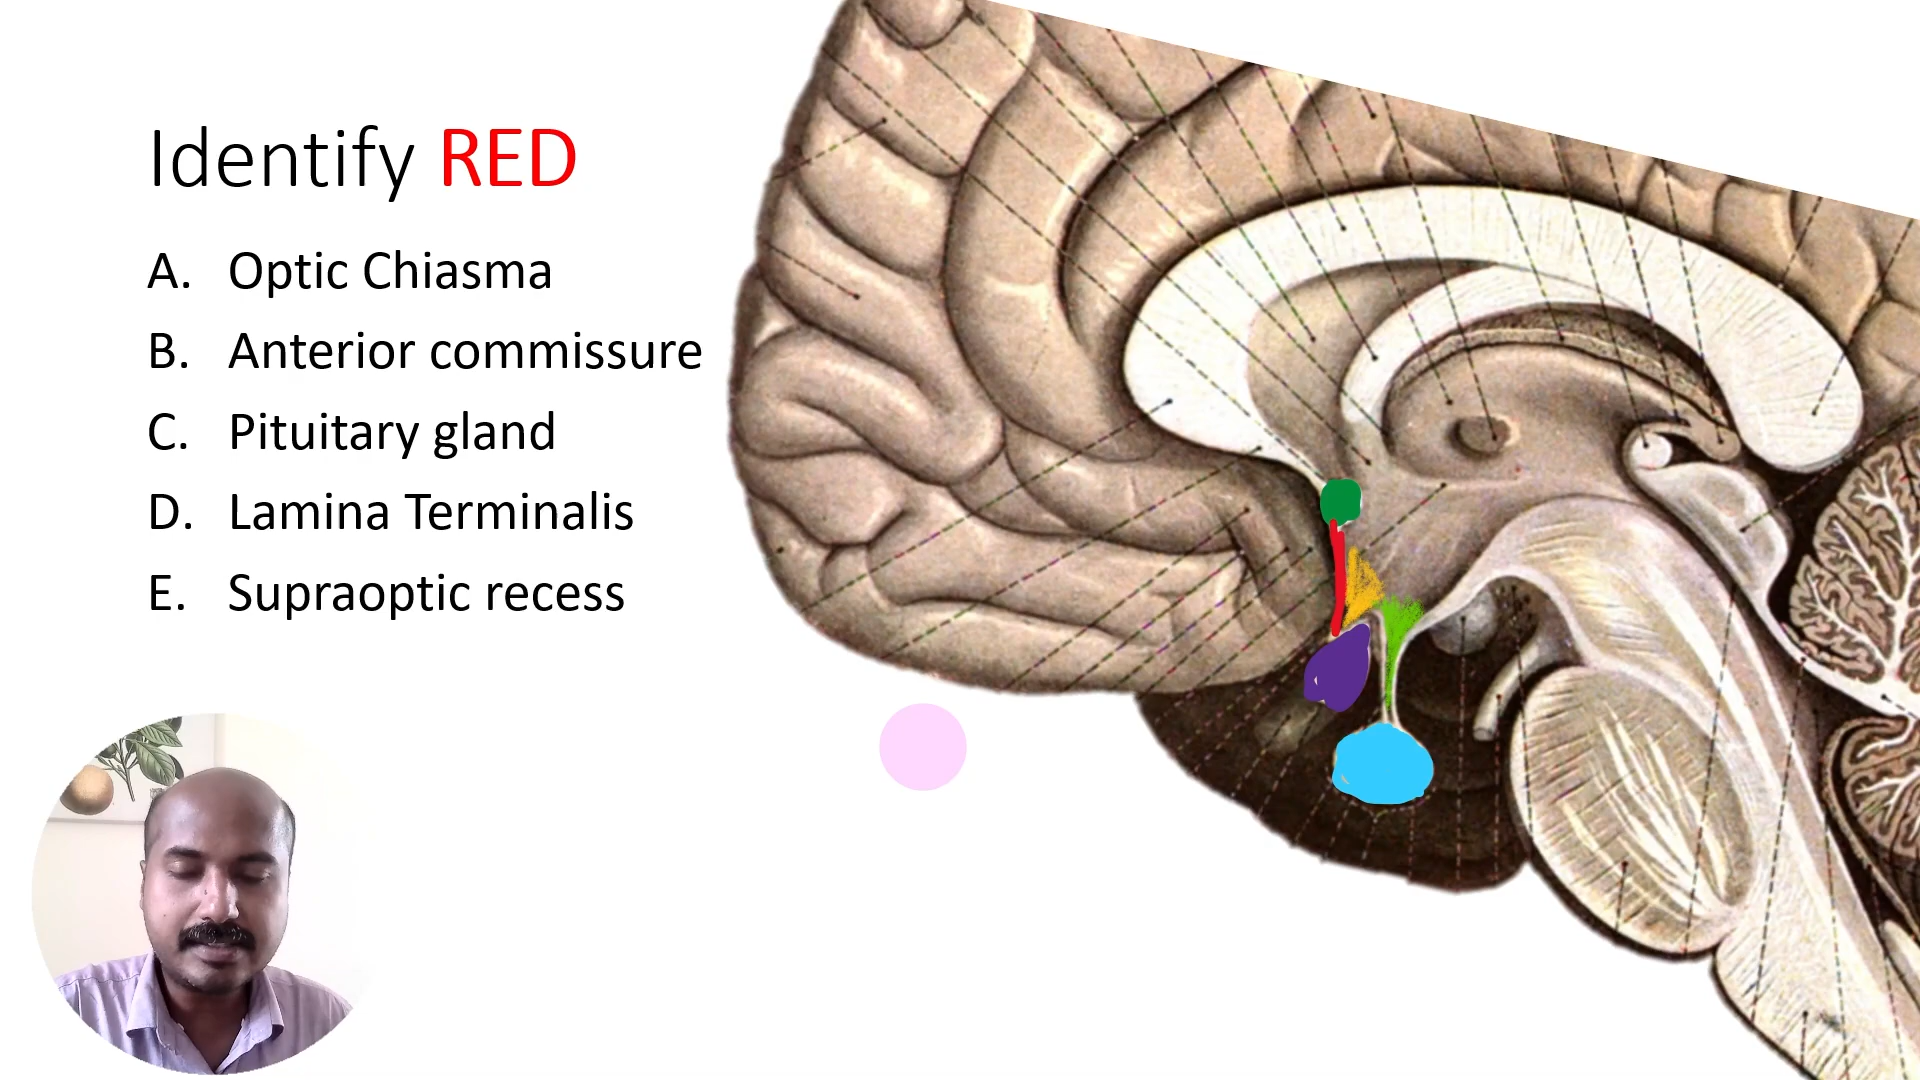 Identify RED
A. Optic Chiasma
B. Anterior commissure
C. Pituitary gland
D. Lamina Terminalis
E. Supraoptic recess